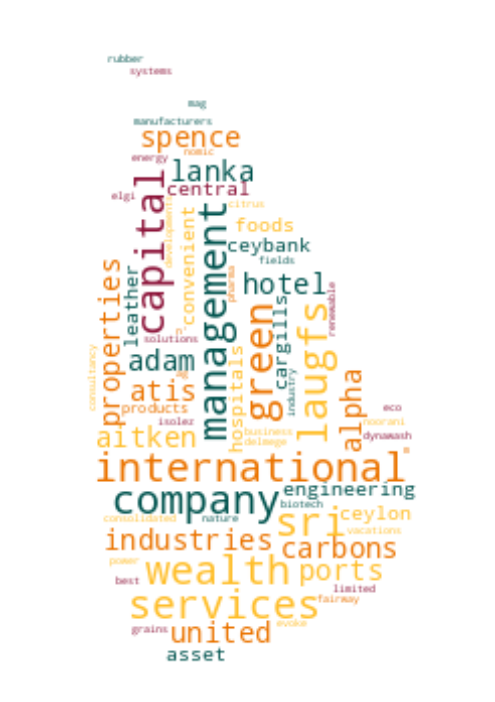 rubber
systems
mag
manufacturers
spence
nomic
energy
lanka
central
elgi
capital
developments
citrus
convenient
management
foods
ceybank
fields
pharma
hotel
properties
leather
green
cargills
laugfs
renewable
solutions
adam
consultancy
atis
hospitals
industry
alpha
products
isolez
eco
boorani
aitken
business
delmege
dynawash
international
company
engineering
biotech
consolidated
nature
sri
ceylon
vacations
industries
carbons
power
wealth
ports
best
limited
services
fairway
grains
united
evoke
asset